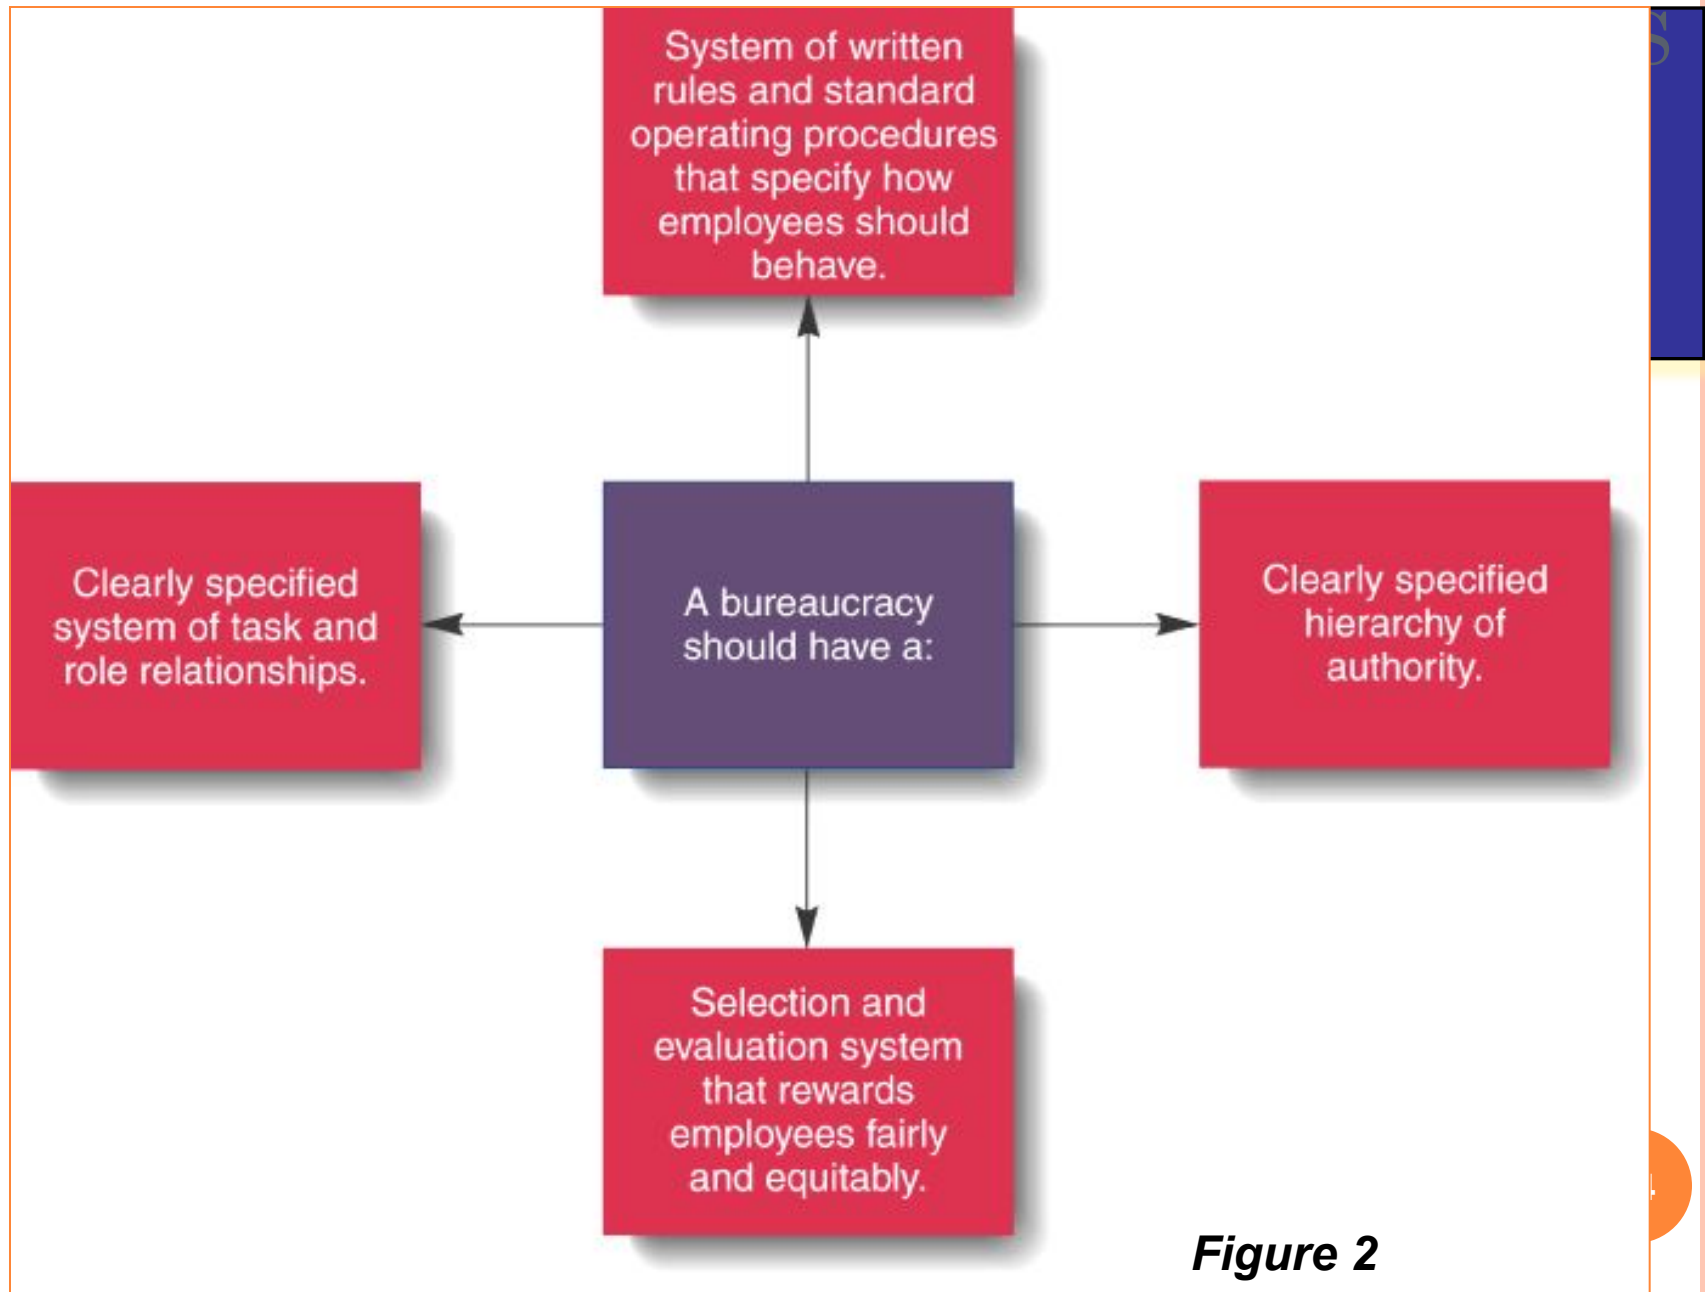 S
System of written
rules and standard
operating procedures
that specify how
employees should
behave.
Clearly specified
system of task and
role relationships.
A bureaucracy
should have a:
Clearly specified
hierarchy of
authority.
Selection and
evaluation system
that rewards
employees fairly
and equitably.
Figure 2